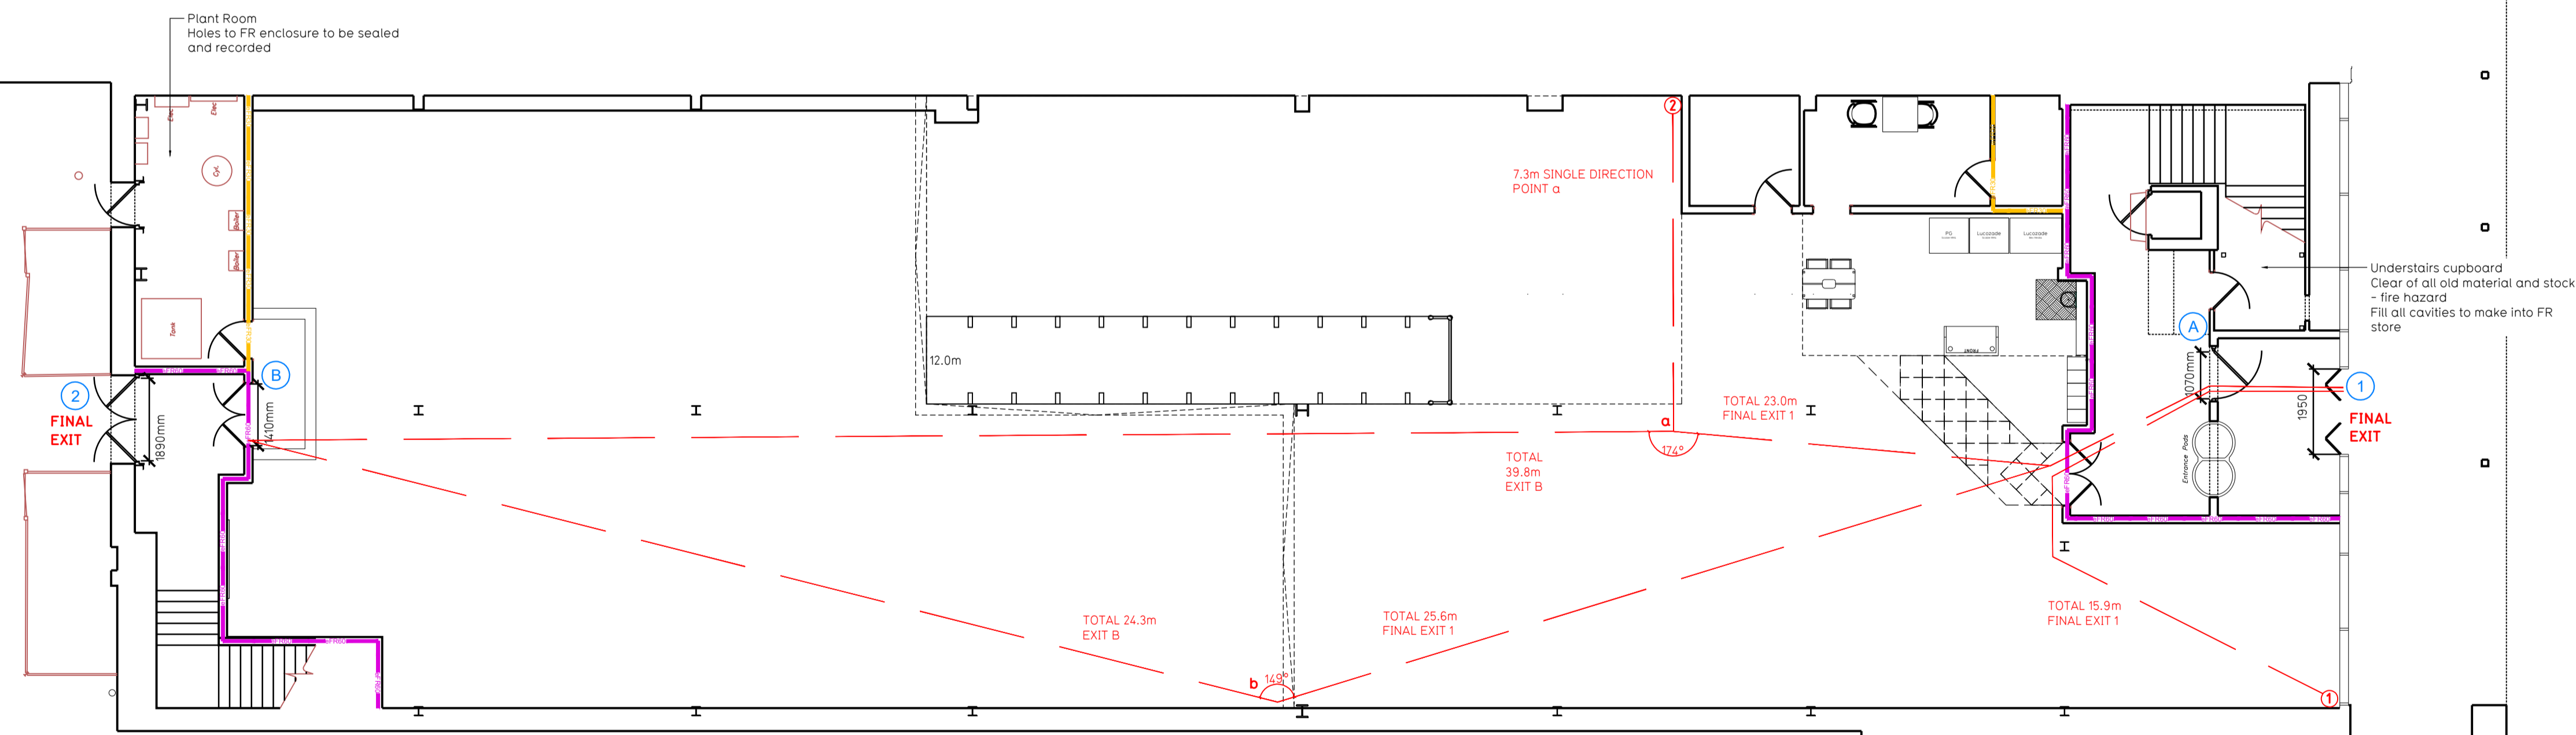 Plant Room
Holes to FR enclosure to be sealed
and recorded
Elec
Elec
Cyl.
Boiler
Boiler
Tank
2
FINAL
EXIT
1890mm
B
1410mm
12.0m
2
7.3m SINGLE DIRECTION
POINT a
a
174°
TOTAL
39.8m
EXIT B
TOTAL 23.0m
FINAL EXIT 1
TOTAL 24.3m
EXIT B
b
149°
TOTAL 25.6m
FINAL EXIT 1
TOTAL 15.9m
FINAL EXIT 1
1
PS
Lucozade
Lucozade
FRONT
A
1070mm
Entrance Pods
1950
1
FINAL
EXIT
Understairs cupboard
Clear of all old material and stock
- fire hazard
Fill all cavities to make into FR
store